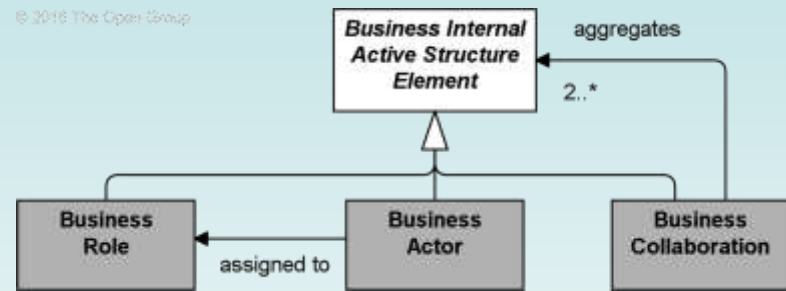 © 2016 The Open Group
Business Internal
Active Structure
Element
aggregates
2..*
Business
Role
assigned to
Business
Actor
Business
Collaboration